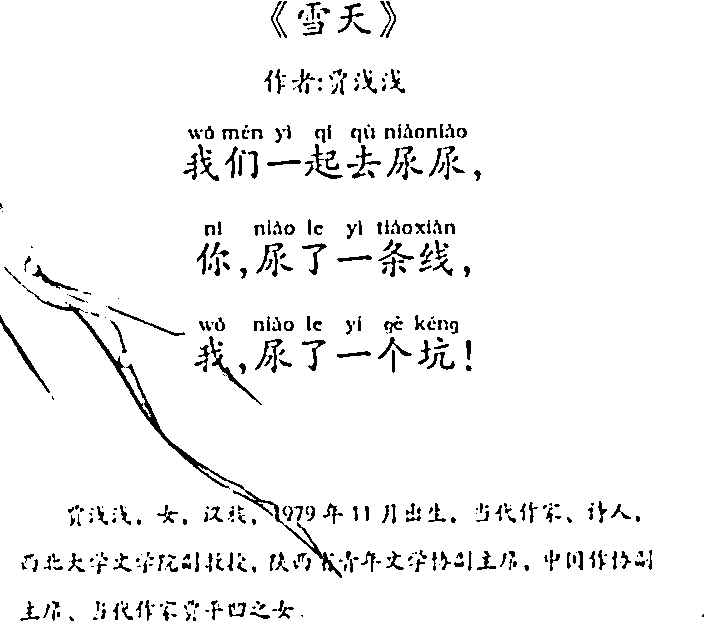 《雪天》
作者:贾浅浅
wǒ mén yì qǐ qù niàoniào
我们一起去尿尿，
nǐ niào le yì tiáoxiàn
你，尿了一条线，
wǒ niào le yí gè kēng
我，尿了一个坑！
贾浅浅，女，汉族，1979年11月出生，当代作家、诗人，
西北大学文学院副教授，陕西省青年文学协副主席，中国作协副
主席、当代作家贾平凹之女.